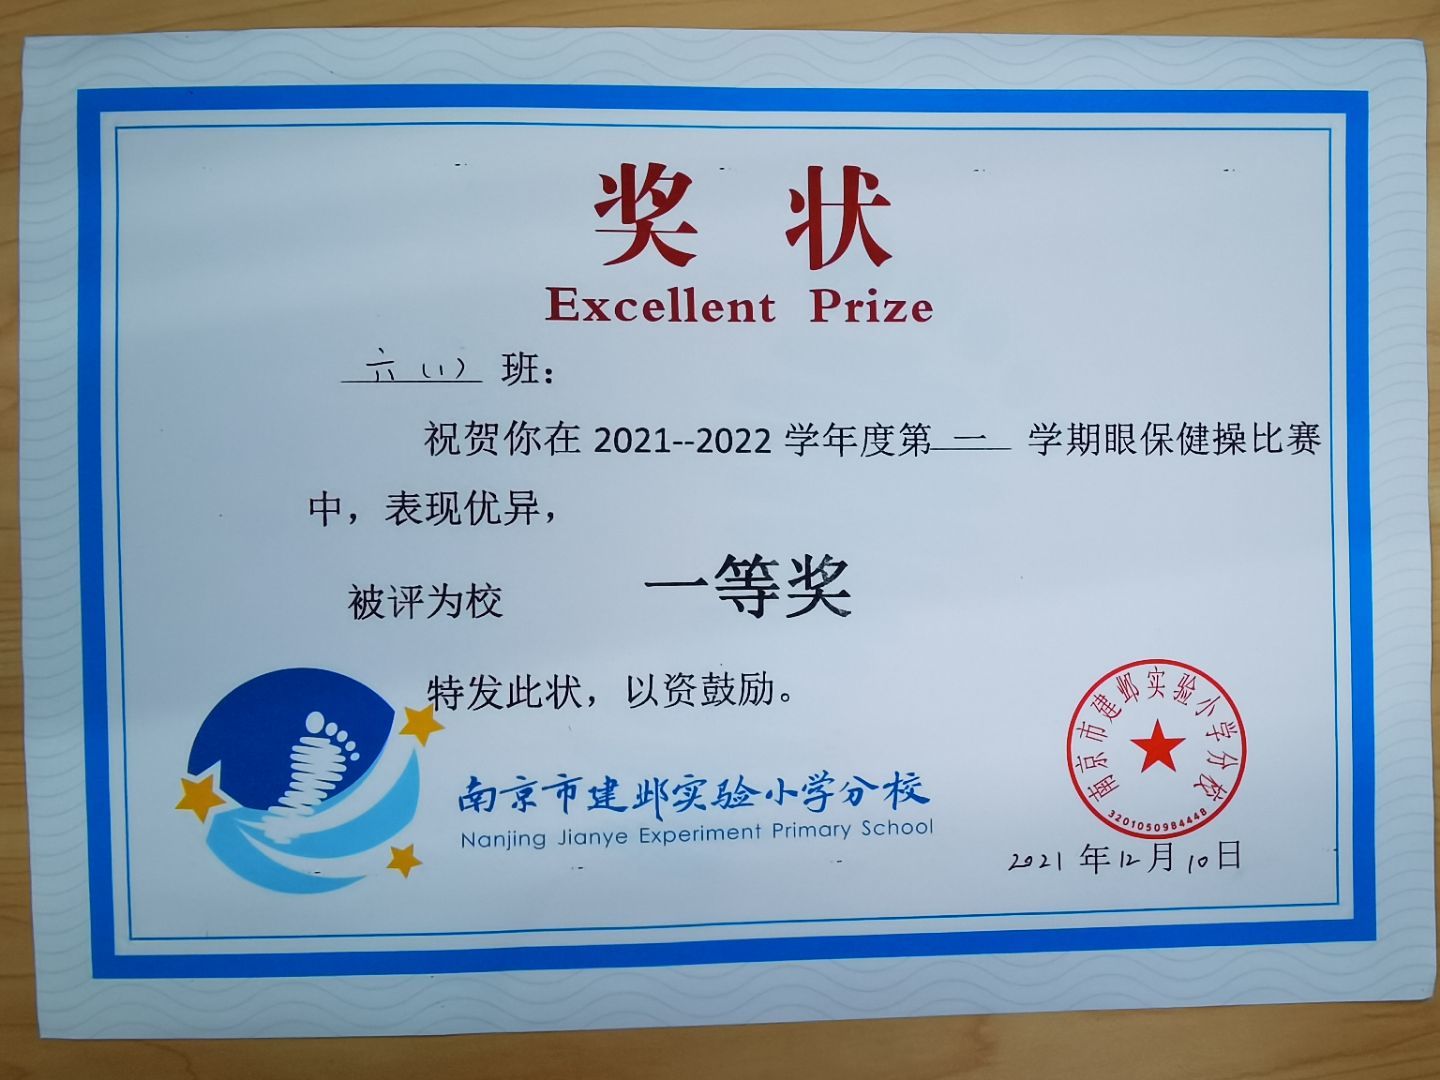 奖 状
Excellent Prize
六（1） 班：
祝贺你在 2021--2022 学年度第 一 学期眼保健操比赛
中，表现优异，
被评为校 一等奖
特发此状，以资鼓励。
南京市建邺实验小学分校
Nanjing Jianye Experiment Primary School
南京市建邺实验小学分校
3201050984448
2021 年 12 月 10 日